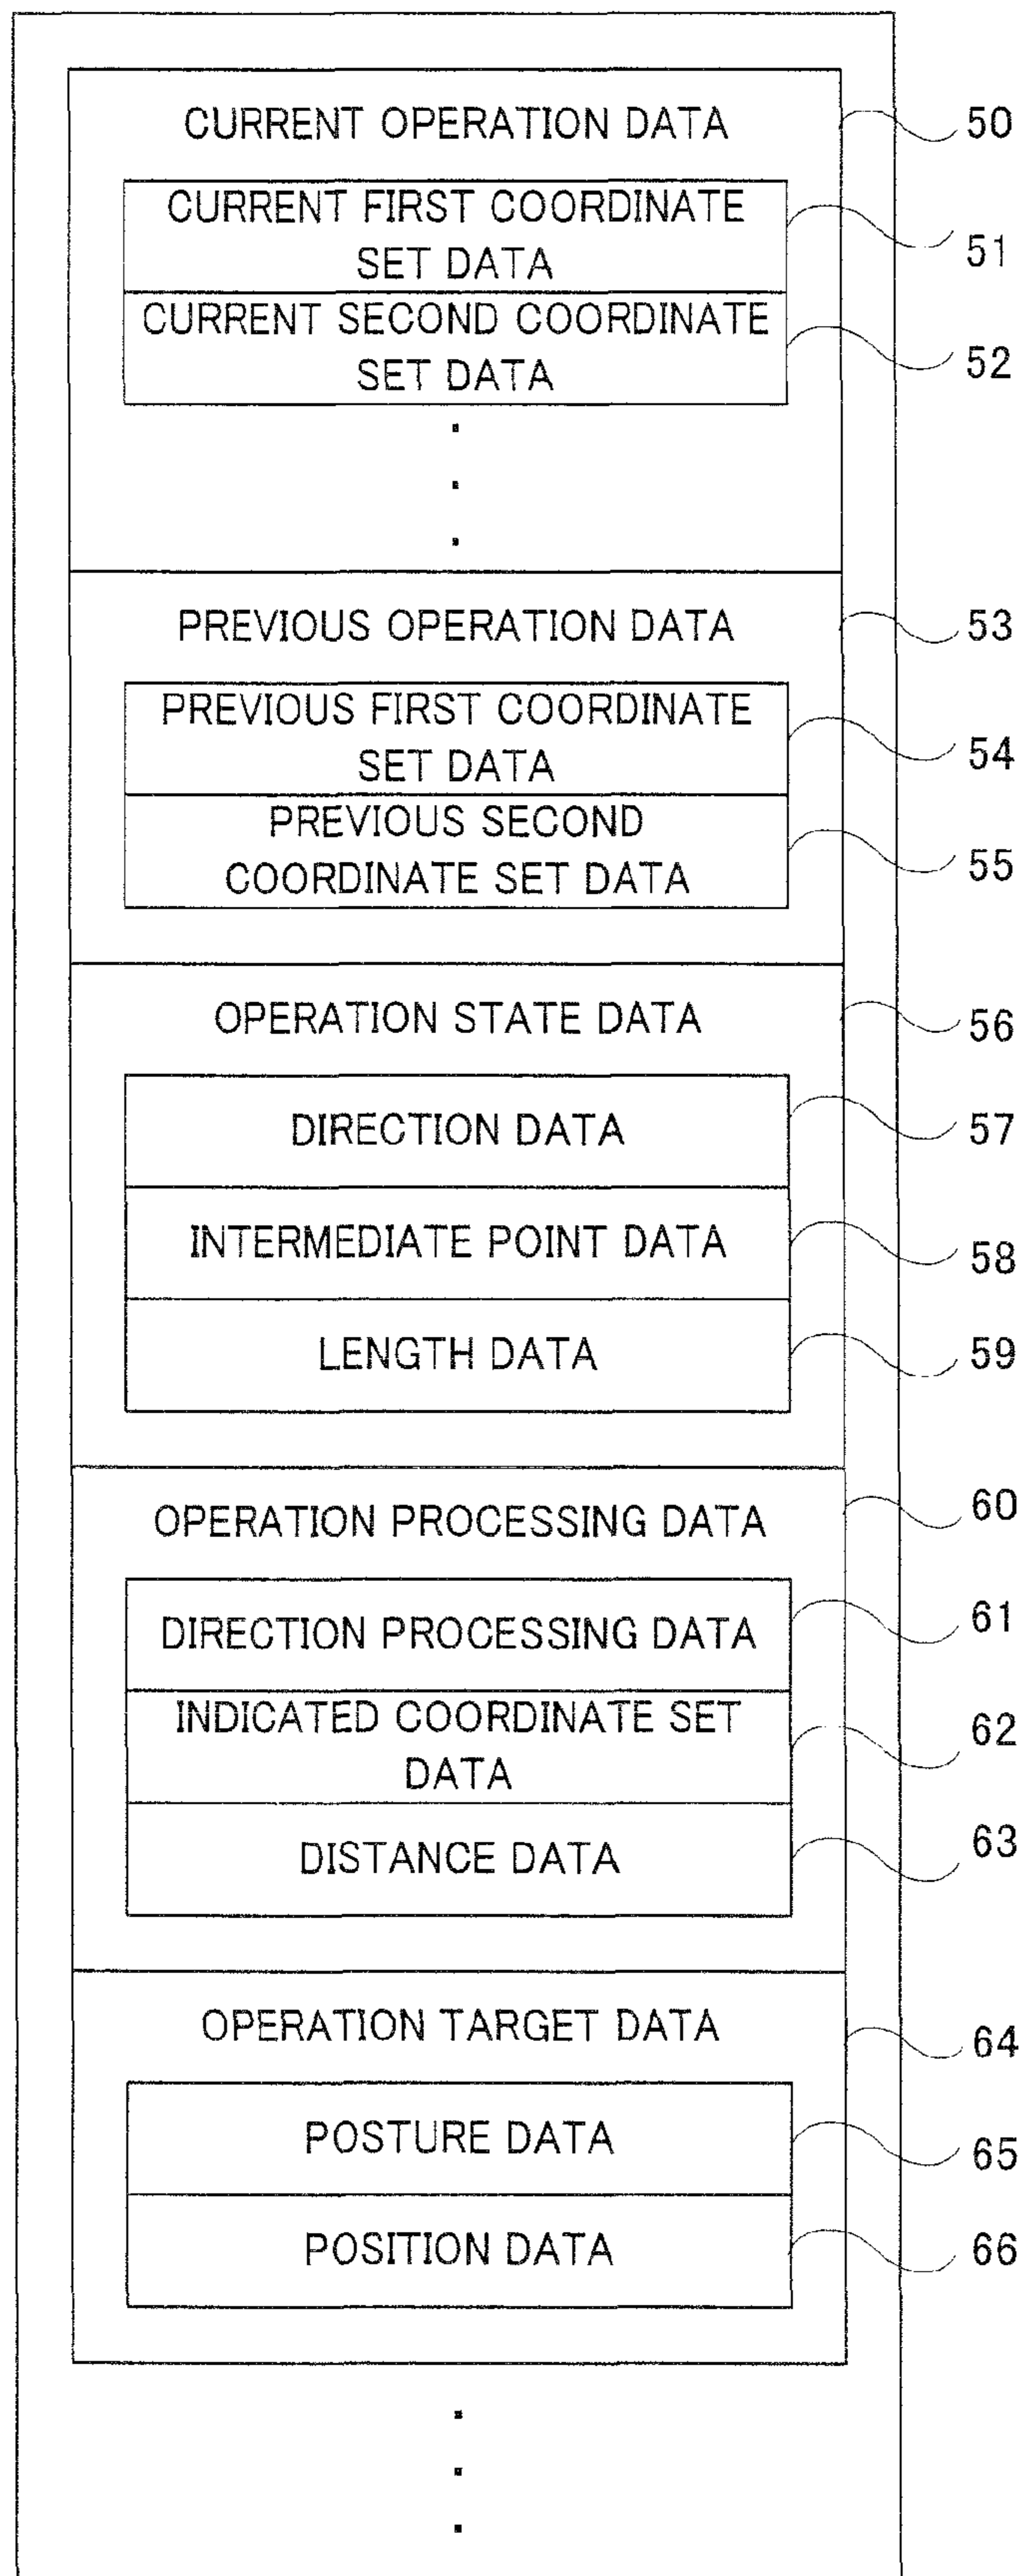 CURRENT OPERATION DATA
50
CURRENT FIRST COORDINATE
SET DATA
51
CURRENT SECOND COORDINATE
SET DATA
52
PREVIOUS OPERATION DATA
53
PREVIOUS FIRST COORDINATE
SET DATA
54
PREVIOUS SECOND
COORDINATE SET DATA
55
OPERATION STATE DATA
56
DIRECTION DATA
57
INTERMEDIATE POINT DATA
58
LENGTH DATA
59
OPERATION PROCESSING DATA
60
DIRECTION PROCESSING DATA
61
INDICATED COORDINATE SET
DATA
62
DISTANCE DATA
63
OPERATION TARGET DATA
64
POSTURE DATA
65
POSITION DATA
66